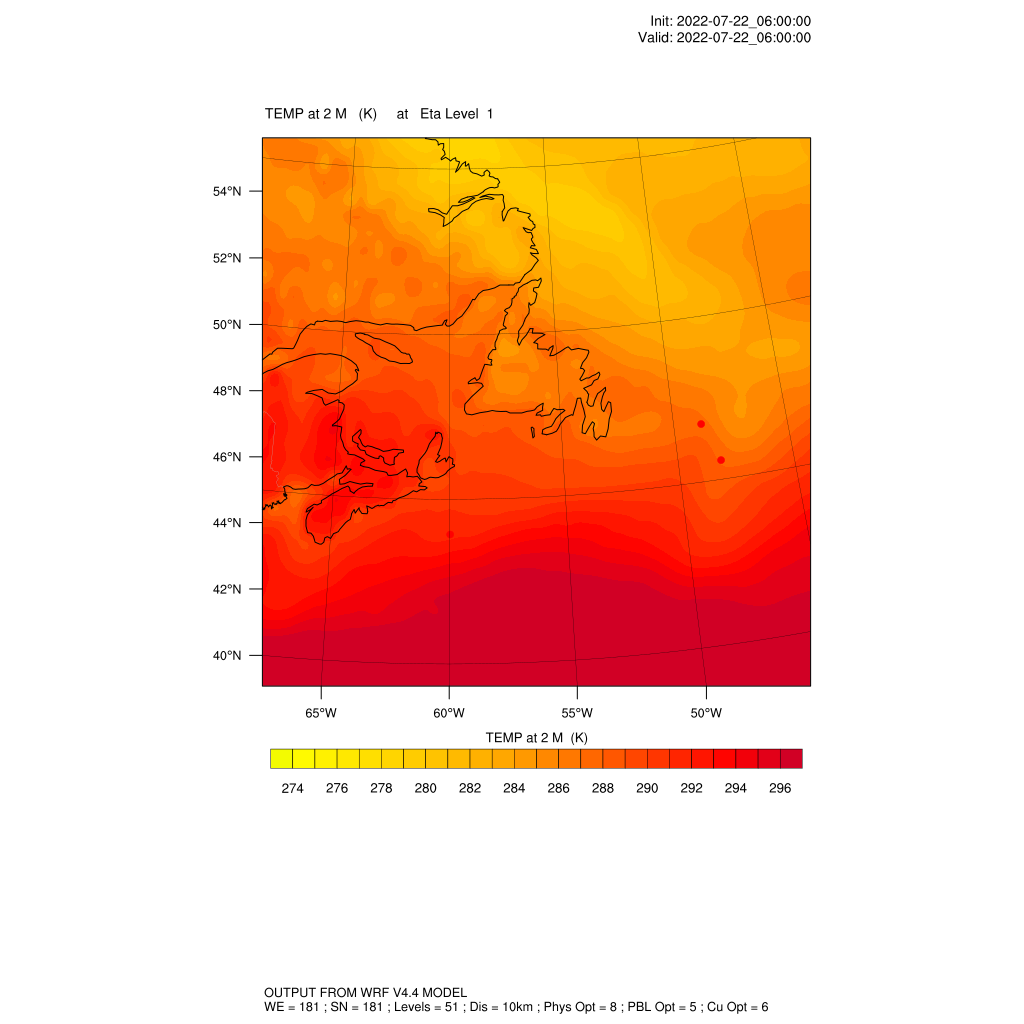 Init: 2022-07-22_06:00:00
Valid: 2022-07-22_06:00:00
TEMP at 2 M (K) at Eta Level 1
54°N
52°N
50°N
48°N
46°N
44°N
42°N
40°N
65°W 60°W 55°W 50°W
TEMP at 2 M (K)
274 276 278 280 282 284 286 288 290 292 294 296
OUTPUT FROM WRF V4.4 MODEL
WE = 181 ; SN = 181 ; Levels = 51 ; Dis = 10km ; Phys Opt = 8 ; PBL Opt = 5 ; Cu Opt = 6